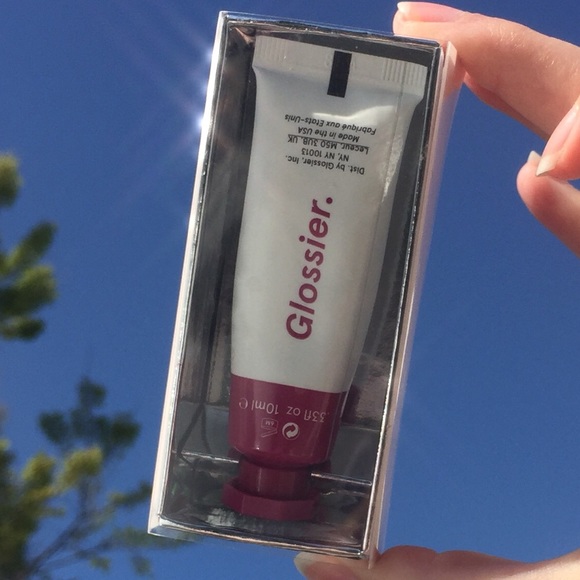 Dist. by Glossier, Inc.
NY, NY 10013
Leceur, M50 3UB, UK
Made in the USA
Fabriqué aux États-Unis
Glossier.
.33fl oz 10ml ℮